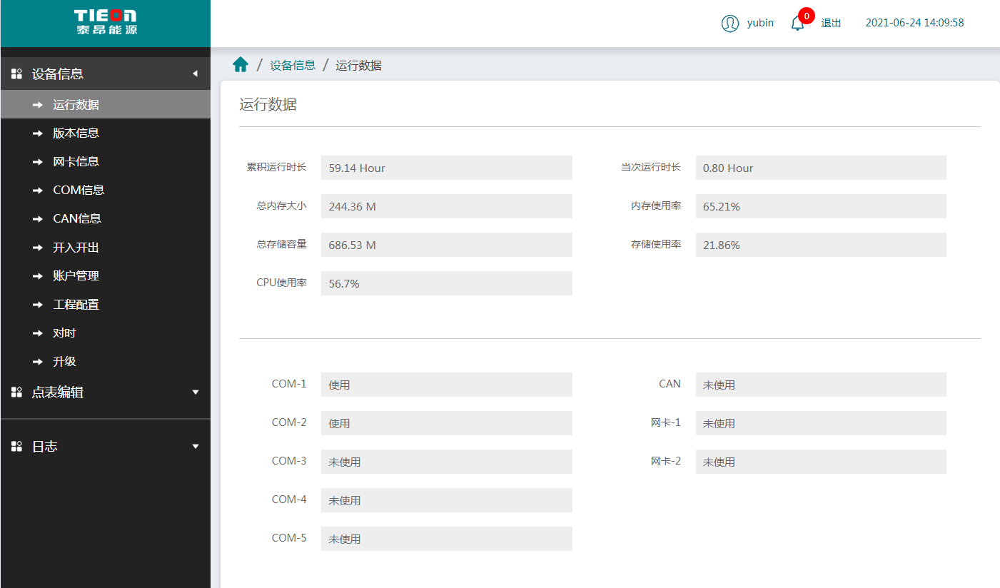 TIEON
泰昂能源
yubin
0
退出
2021-06-24 14:09:58
设备信息
运行数据
版本信息
网卡信息
COM信息
CAN信息
开入开出
账户管理
工程配置
对时
升级
点表编辑
日志
/ 设备信息 / 运行数据
运行数据
累积运行时长 59.14 Hour
当次运行时长 0.80 Hour
总内存大小 244.36 M
内存使用率 65.21%
总存储容量 686.53 M
存储使用率 21.86%
CPU使用率 56.7%
COM-1 使用
CAN 未使用
COM-2 使用
网卡-1 未使用
COM-3 未使用
网卡-2 未使用
COM-4 未使用
COM-5 未使用